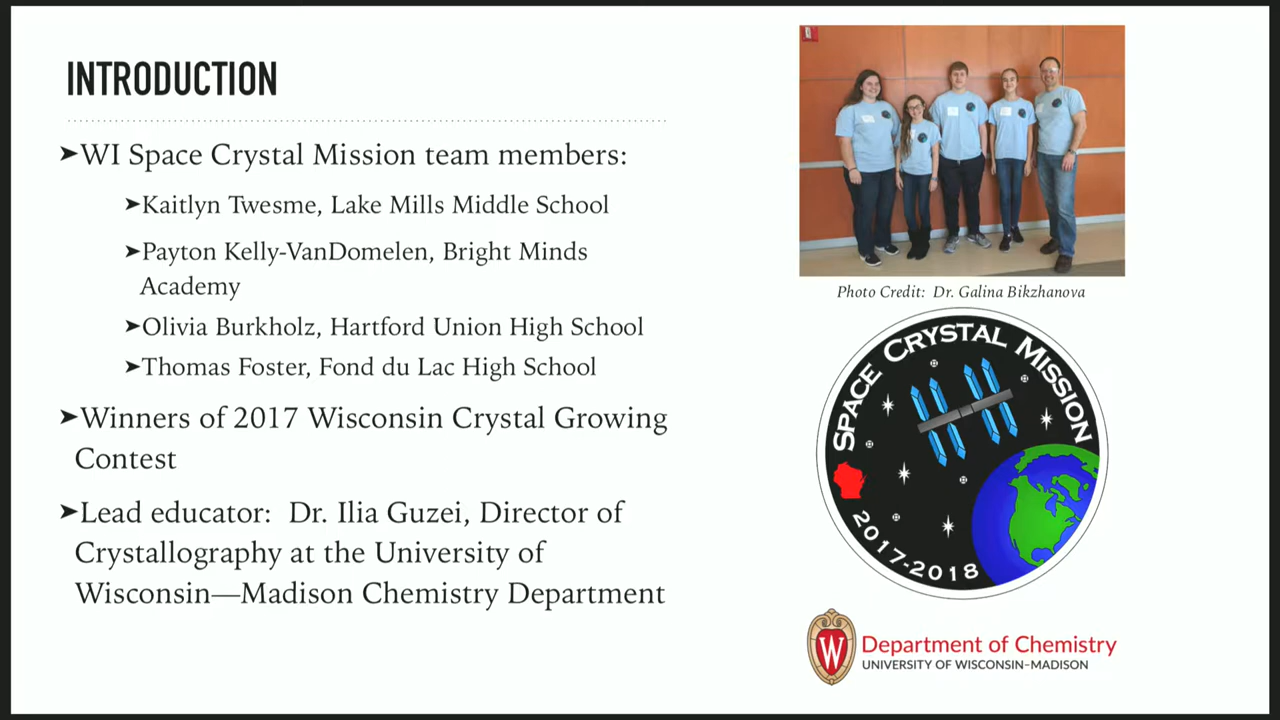 INTRODUCTION
➤WI Space Crystal Mission team members:
➤Kaitlyn Twesme, Lake Mills Middle School
➤Payton Kelly-VanDomelen, Bright Minds
Academy
➤Olivia Burkholz, Hartford Union High School
➤Thomas Foster, Fond du Lac High School
➤Winners of 2017 Wisconsin Crystal Growing
Contest
➤Lead educator:  Dr. Ilia Guzei, Director of
Crystallography at the University of
Wisconsin—Madison Chemistry Department
Photo Credit:  Dr. Galina Bikzhanova
SPACE CRYSTAL MISSION
2017-2018
W
Department of Chemistry
UNIVERSITY OF WISCONSIN–MADISON